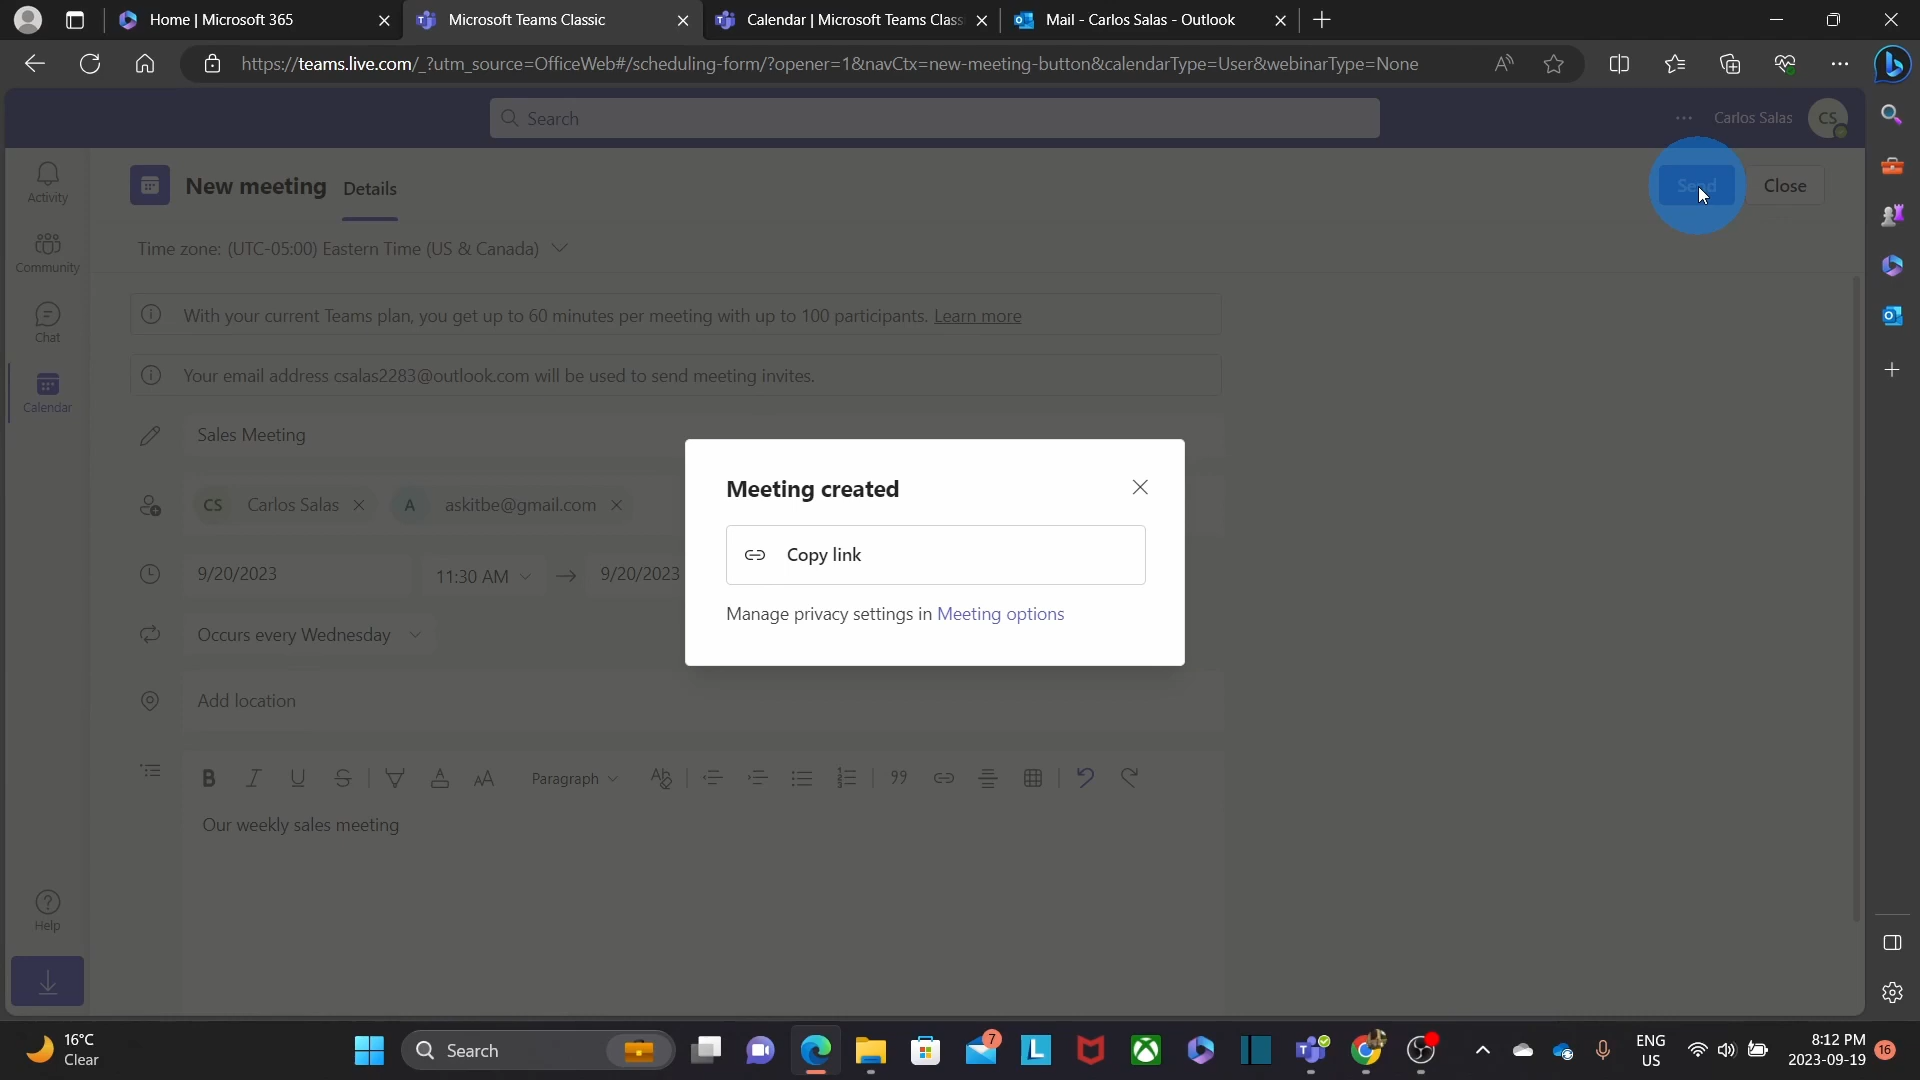 Home | Microsoft 365
Microsoft Teams Classic
Calendar | Microsoft Teams Class
Mail - Carlos Salas - Outlook
https://teams.live.com/_?utm_source=OfficeWeb#/scheduling-form/?opener=1&navCtx=new-meeting-button&calendarType=User&webinarType=None
Search
Carlos Salas
CS
Activity
Community
Chat
Calendar
Help
New meeting
Details
Send
Close
Time zone: (UTC-05:00) Eastern Time (US & Canada)
With your current Teams plan, you get up to 60 minutes per meeting with up to 100 participants. Learn more
Your email address csalas2283@outlook.com will be used to send meeting invites.
Sales Meeting
CS Carlos Salas
A askitbe@gmail.com
9/20/2023
11:30 AM
9/20/2023
Occurs every Wednesday
Add location
Paragraph
Our weekly sales meeting
Meeting created
Copy link
Manage privacy settings in Meeting options
16°C
Clear
Search
7
ENG
US
8:12 PM
2023-09-19
16